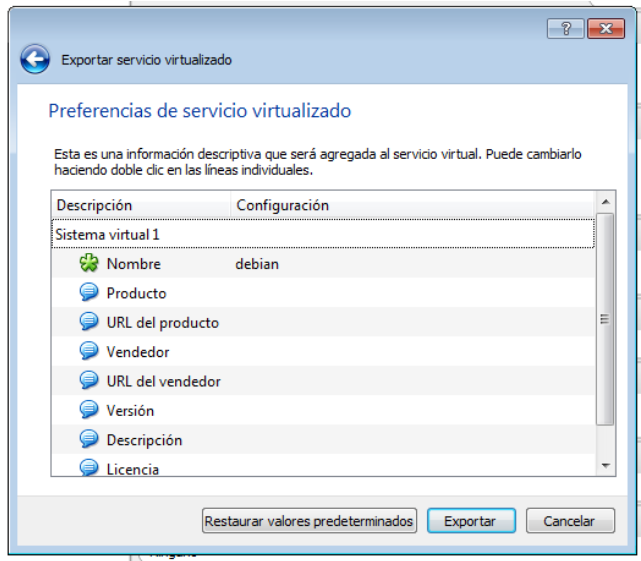 Exportar servicio virtualizado
Preferencias de servicio virtualizado
Esta es una información descriptiva que será agregada al servicio virtual. Puede cambiarlo
haciendo doble clic en las líneas individuales.
Descripción Configuración
Sistema virtual 1
Nombre debian
Producto
URL del producto
Vendedor
URL del vendedor
Versión
Descripción
Licencia
Restaurar valores predeterminados Exportar Cancelar